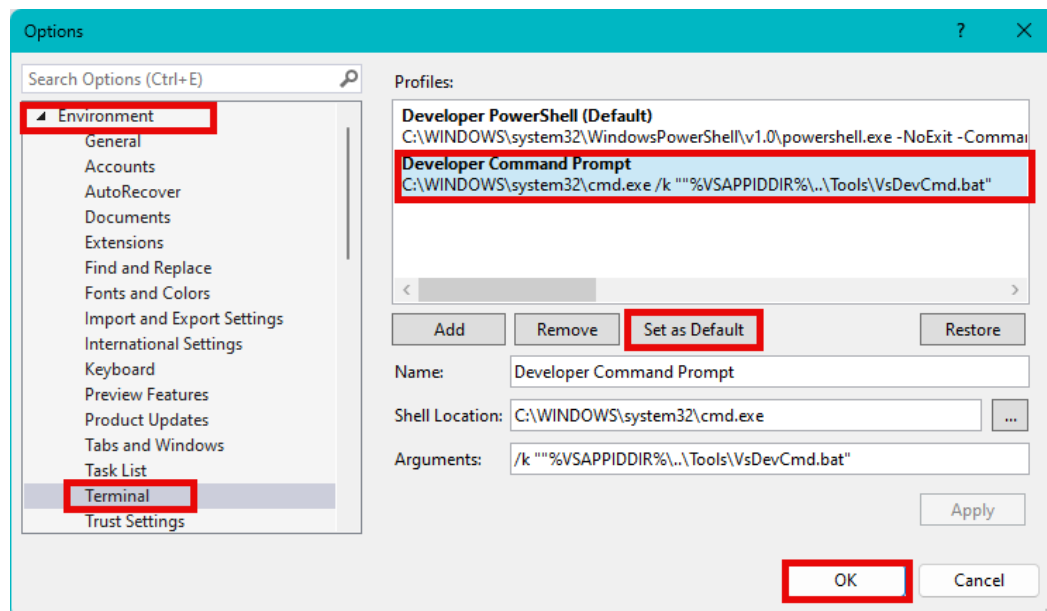 Options
?
Search Options (Ctrl+E)
Environment
General
Accounts
AutoRecover
Documents
Extensions
Find and Replace
Fonts and Colors
Import and Export Settings
International Settings
Keyboard
Preview Features
Product Updates
Tabs and Windows
Task List
Terminal
Trust Settings
Profiles:
Developer PowerShell (Default)
C:\WINDOWS\system32\WindowsPowerShell\v1.0\powershell.exe -NoExit -Comma
Developer Command Prompt
C:\WINDOWS\system32\cmd.exe /k ""%VSAPPIDDIR%\..\Tools\VsDevCmd.bat"
Add
Remove
Set as Default
Restore
Name:
Developer Command Prompt
Shell Location:
C:\WINDOWS\system32\cmd.exe
...
Arguments:
/k ""%VSAPPIDDIR%\..\Tools\VsDevCmd.bat"
Apply
OK
Cancel